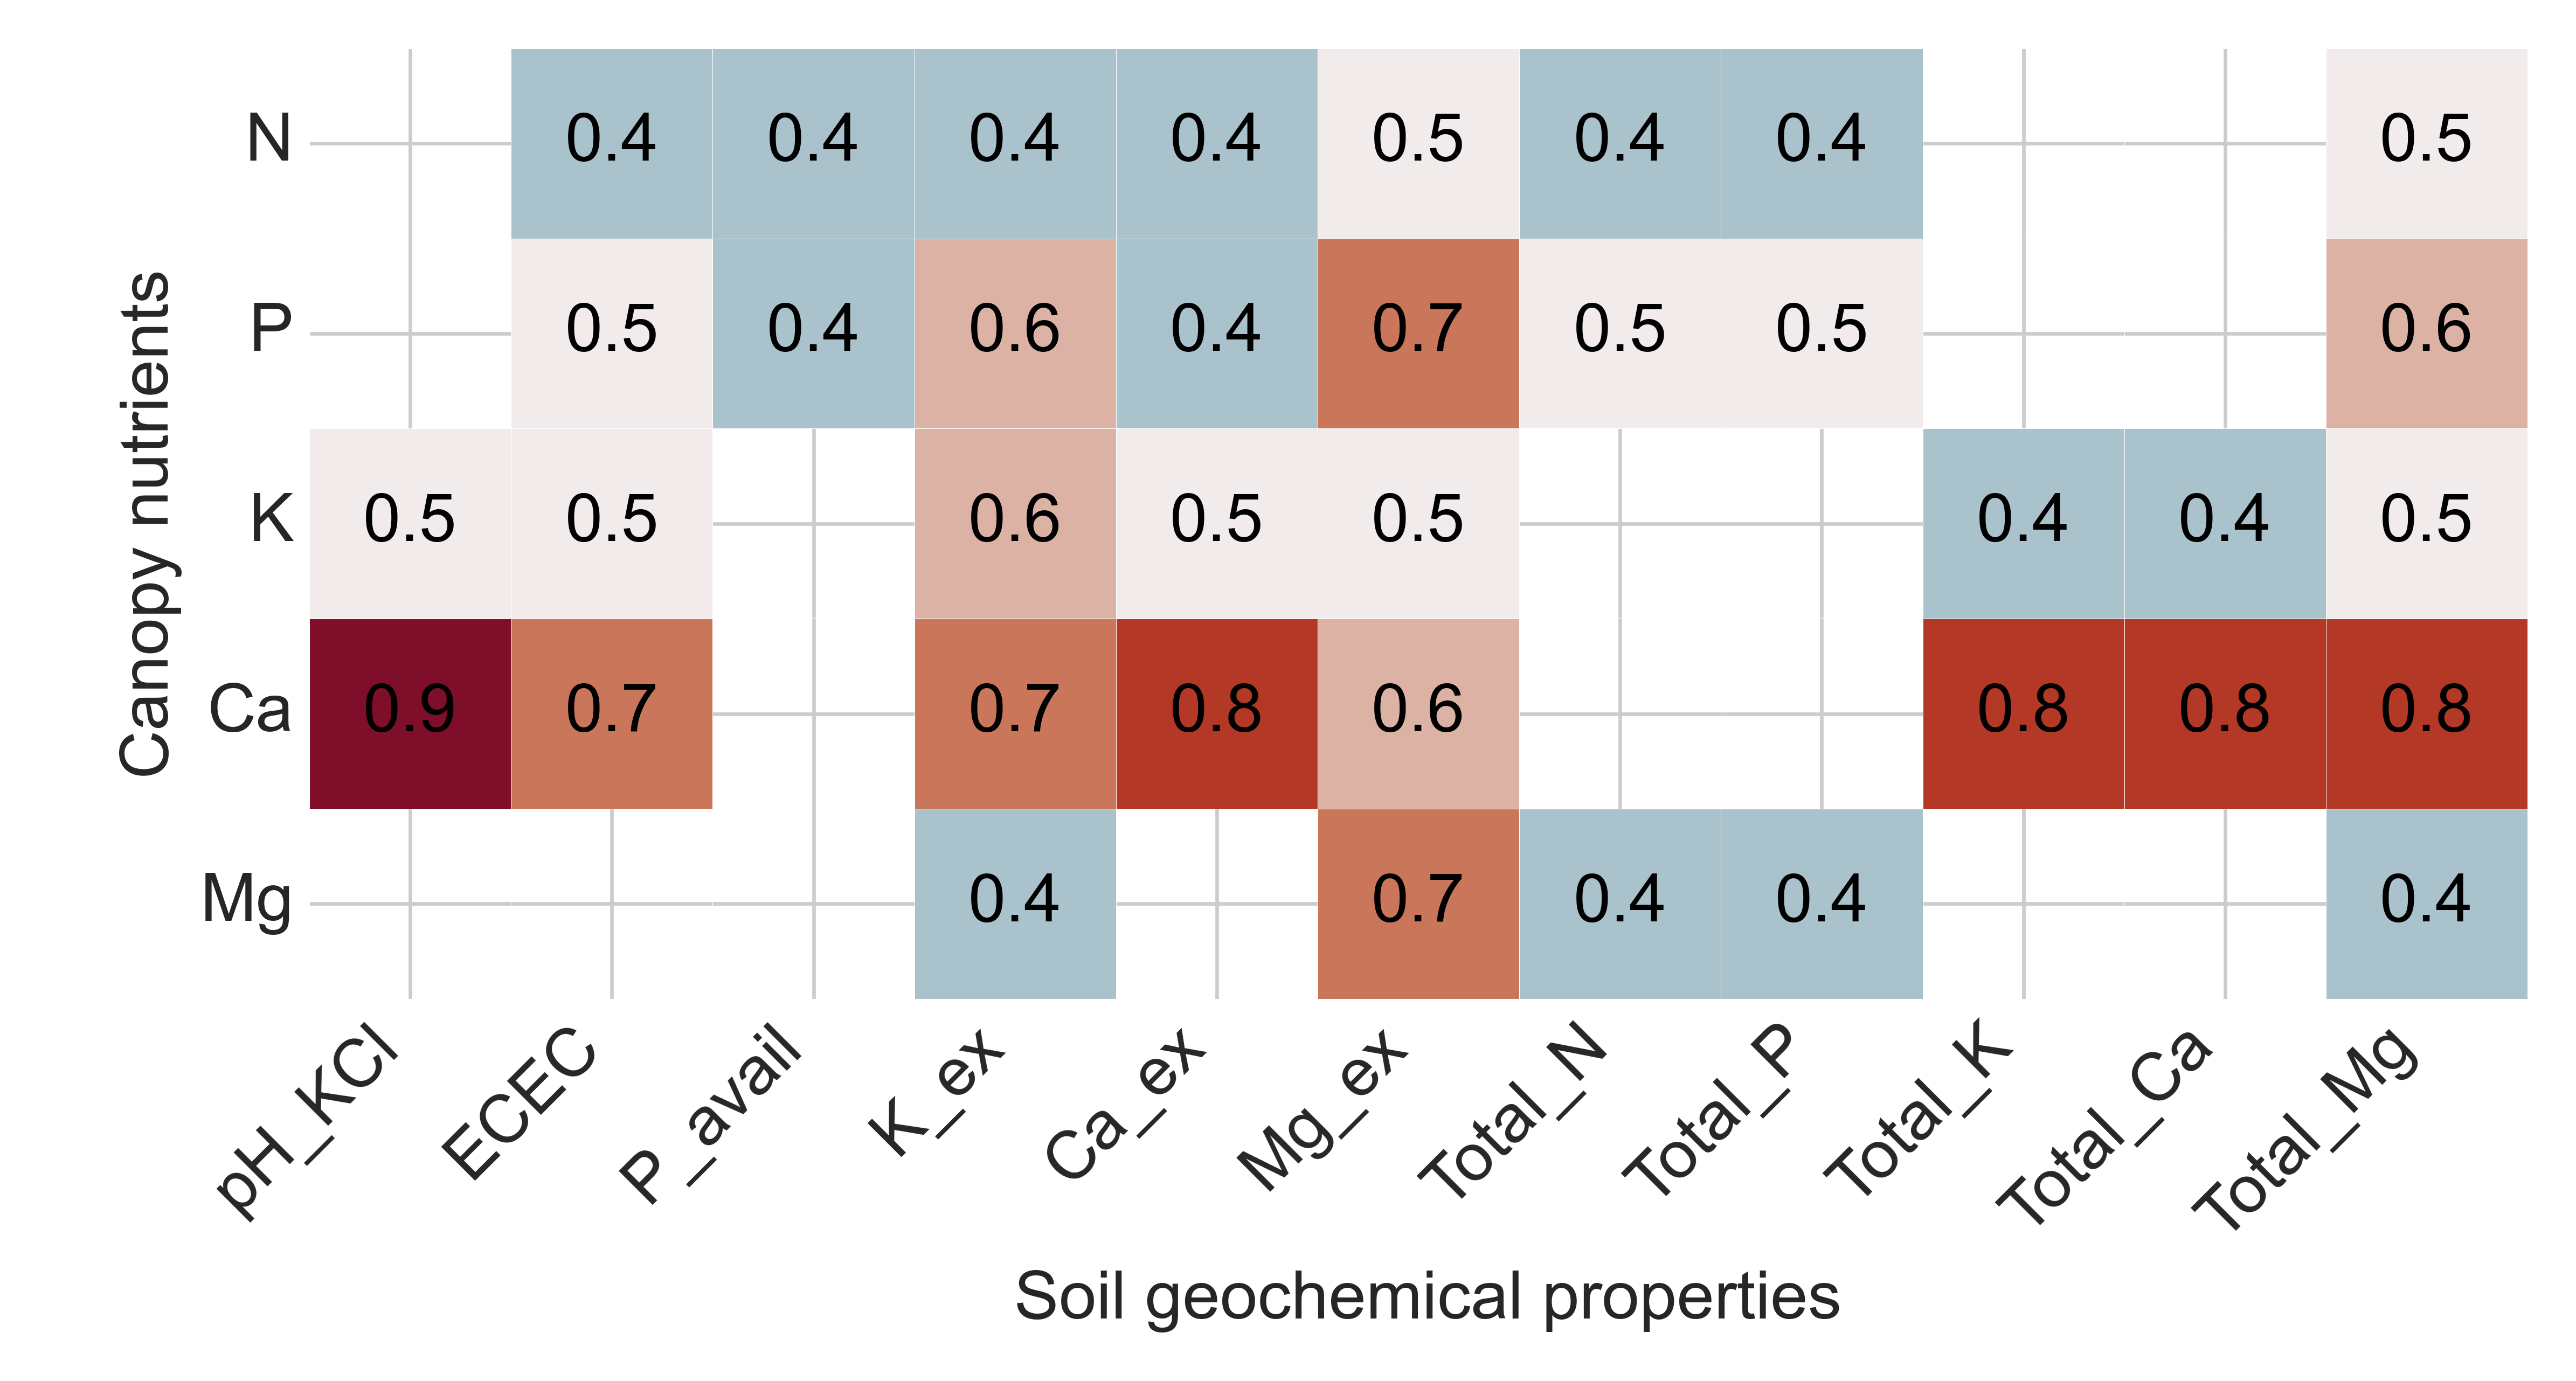 N 0.4 0.4 0.4 0.4 0.5 0.4 0.4 0.5
P 0.5 0.4 0.6 0.4 0.7 0.5 0.5 0.6
K 0.5 0.5 0.6 0.5 0.5 0.4 0.4 0.5
Ca 0.9 0.7 0.7 0.8 0.6 0.8 0.8 0.8
Mg 0.4 0.7 0.4 0.4 0.4
Canopy nutrients
pH_KCl ECEC P_avail K_ex Ca_ex Mg_ex Total_N Total_P Total_K Total_Ca Total_Mg
Soil geochemical properties